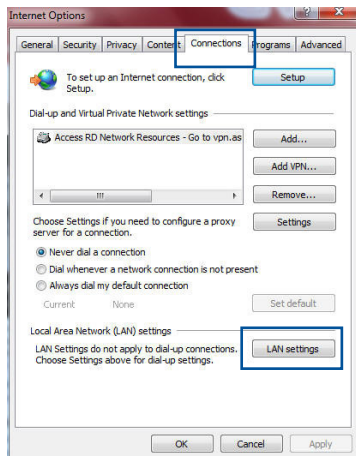 Internet Options
General Security Privacy Content Connections Programs Advanced
To set up an Internet connection, click Setup.
Setup
Dial-up and Virtual Private Network settings
Access RD Network Resources - Go to vpn.as
Add...
Add VPN...
Remove...
Choose Settings if you need to configure a proxy
server for a connection.
Settings
Never dial a connection
Dial whenever a network connection is not present
Always dial my default connection
Current None
Set default
Local Area Network (LAN) settings
LAN Settings do not apply to dial-up connections.
Choose Settings above for dial-up settings.
LAN settings
OK Cancel Apply